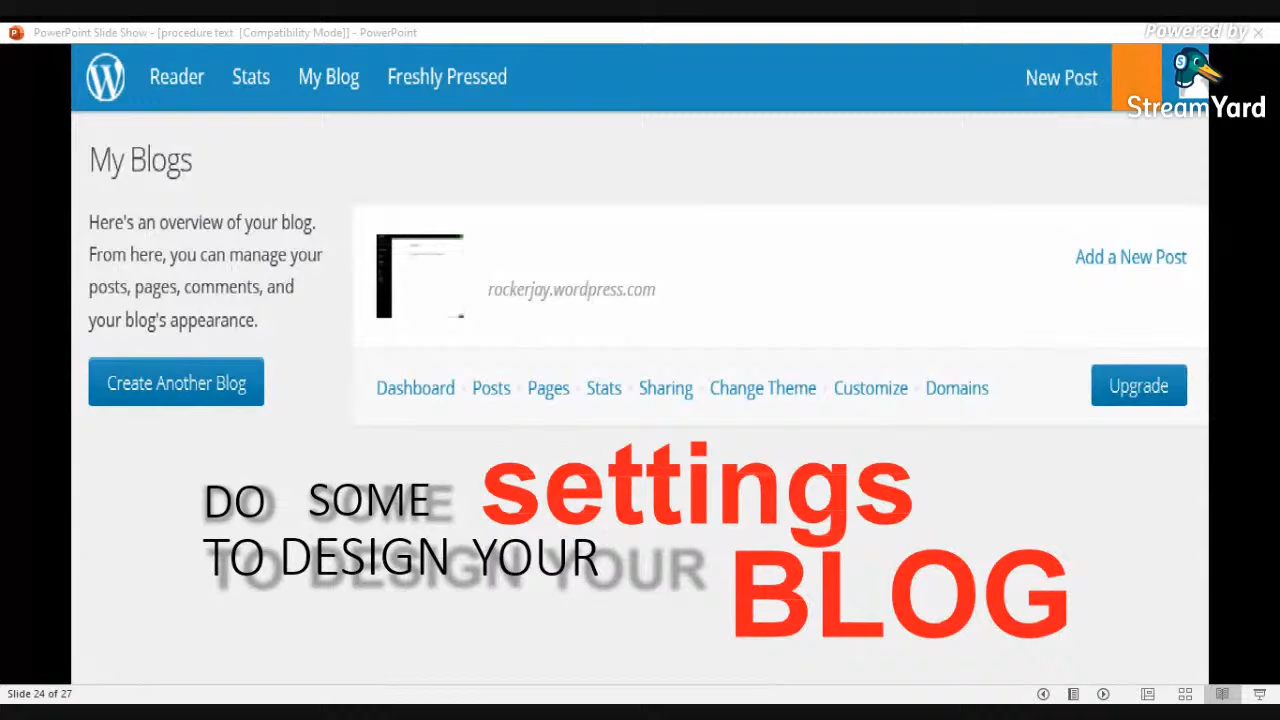 PowerPoint Slide Show - [procedure text [Compatibility Mode]] - PowerPoint
Powered by
StreamYard
Reader Stats My Blog Freshly Pressed New Post
My Blogs
Here's an overview of your blog.
From here, you can manage your
posts, pages, comments, and
your blog's appearance.
Create Another Blog
rockerjay.wordpress.com
Add a New Post
Dashboard Posts Pages Stats Sharing Change Theme Customize Domains
Upgrade
DO SOME settings
TO DESIGN YOUR BLOG
Slide 24 of 27